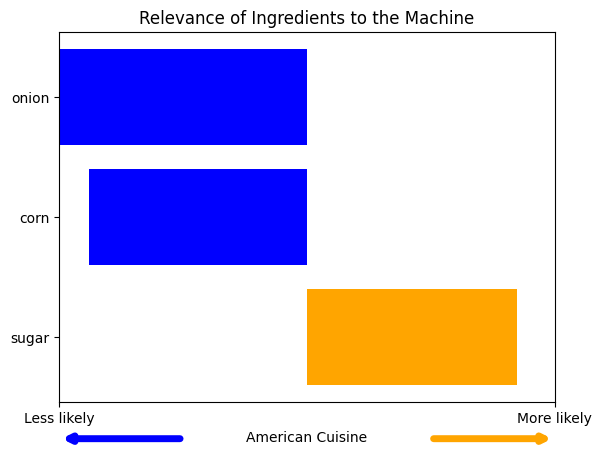 Relevance of Ingredients to the Machine
onion
corn
sugar
Less likely
More likely
American Cuisine